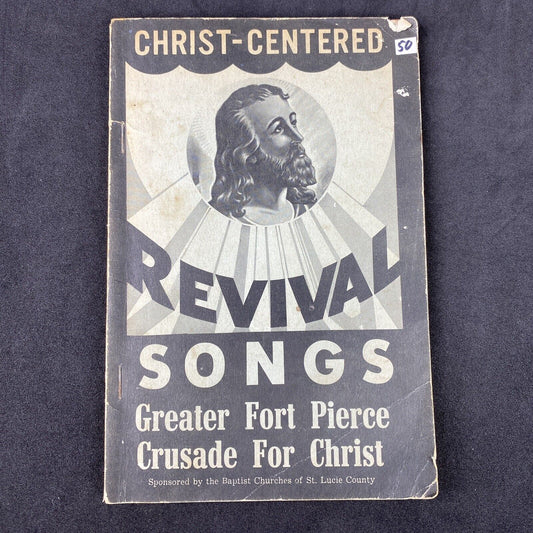 CHRIST-CENTERED
50
REVIVAL
SONGS
Greater Fort Pierce
Crusade For Christ
Sponsored by the Baptist Churches of St. Lucie County